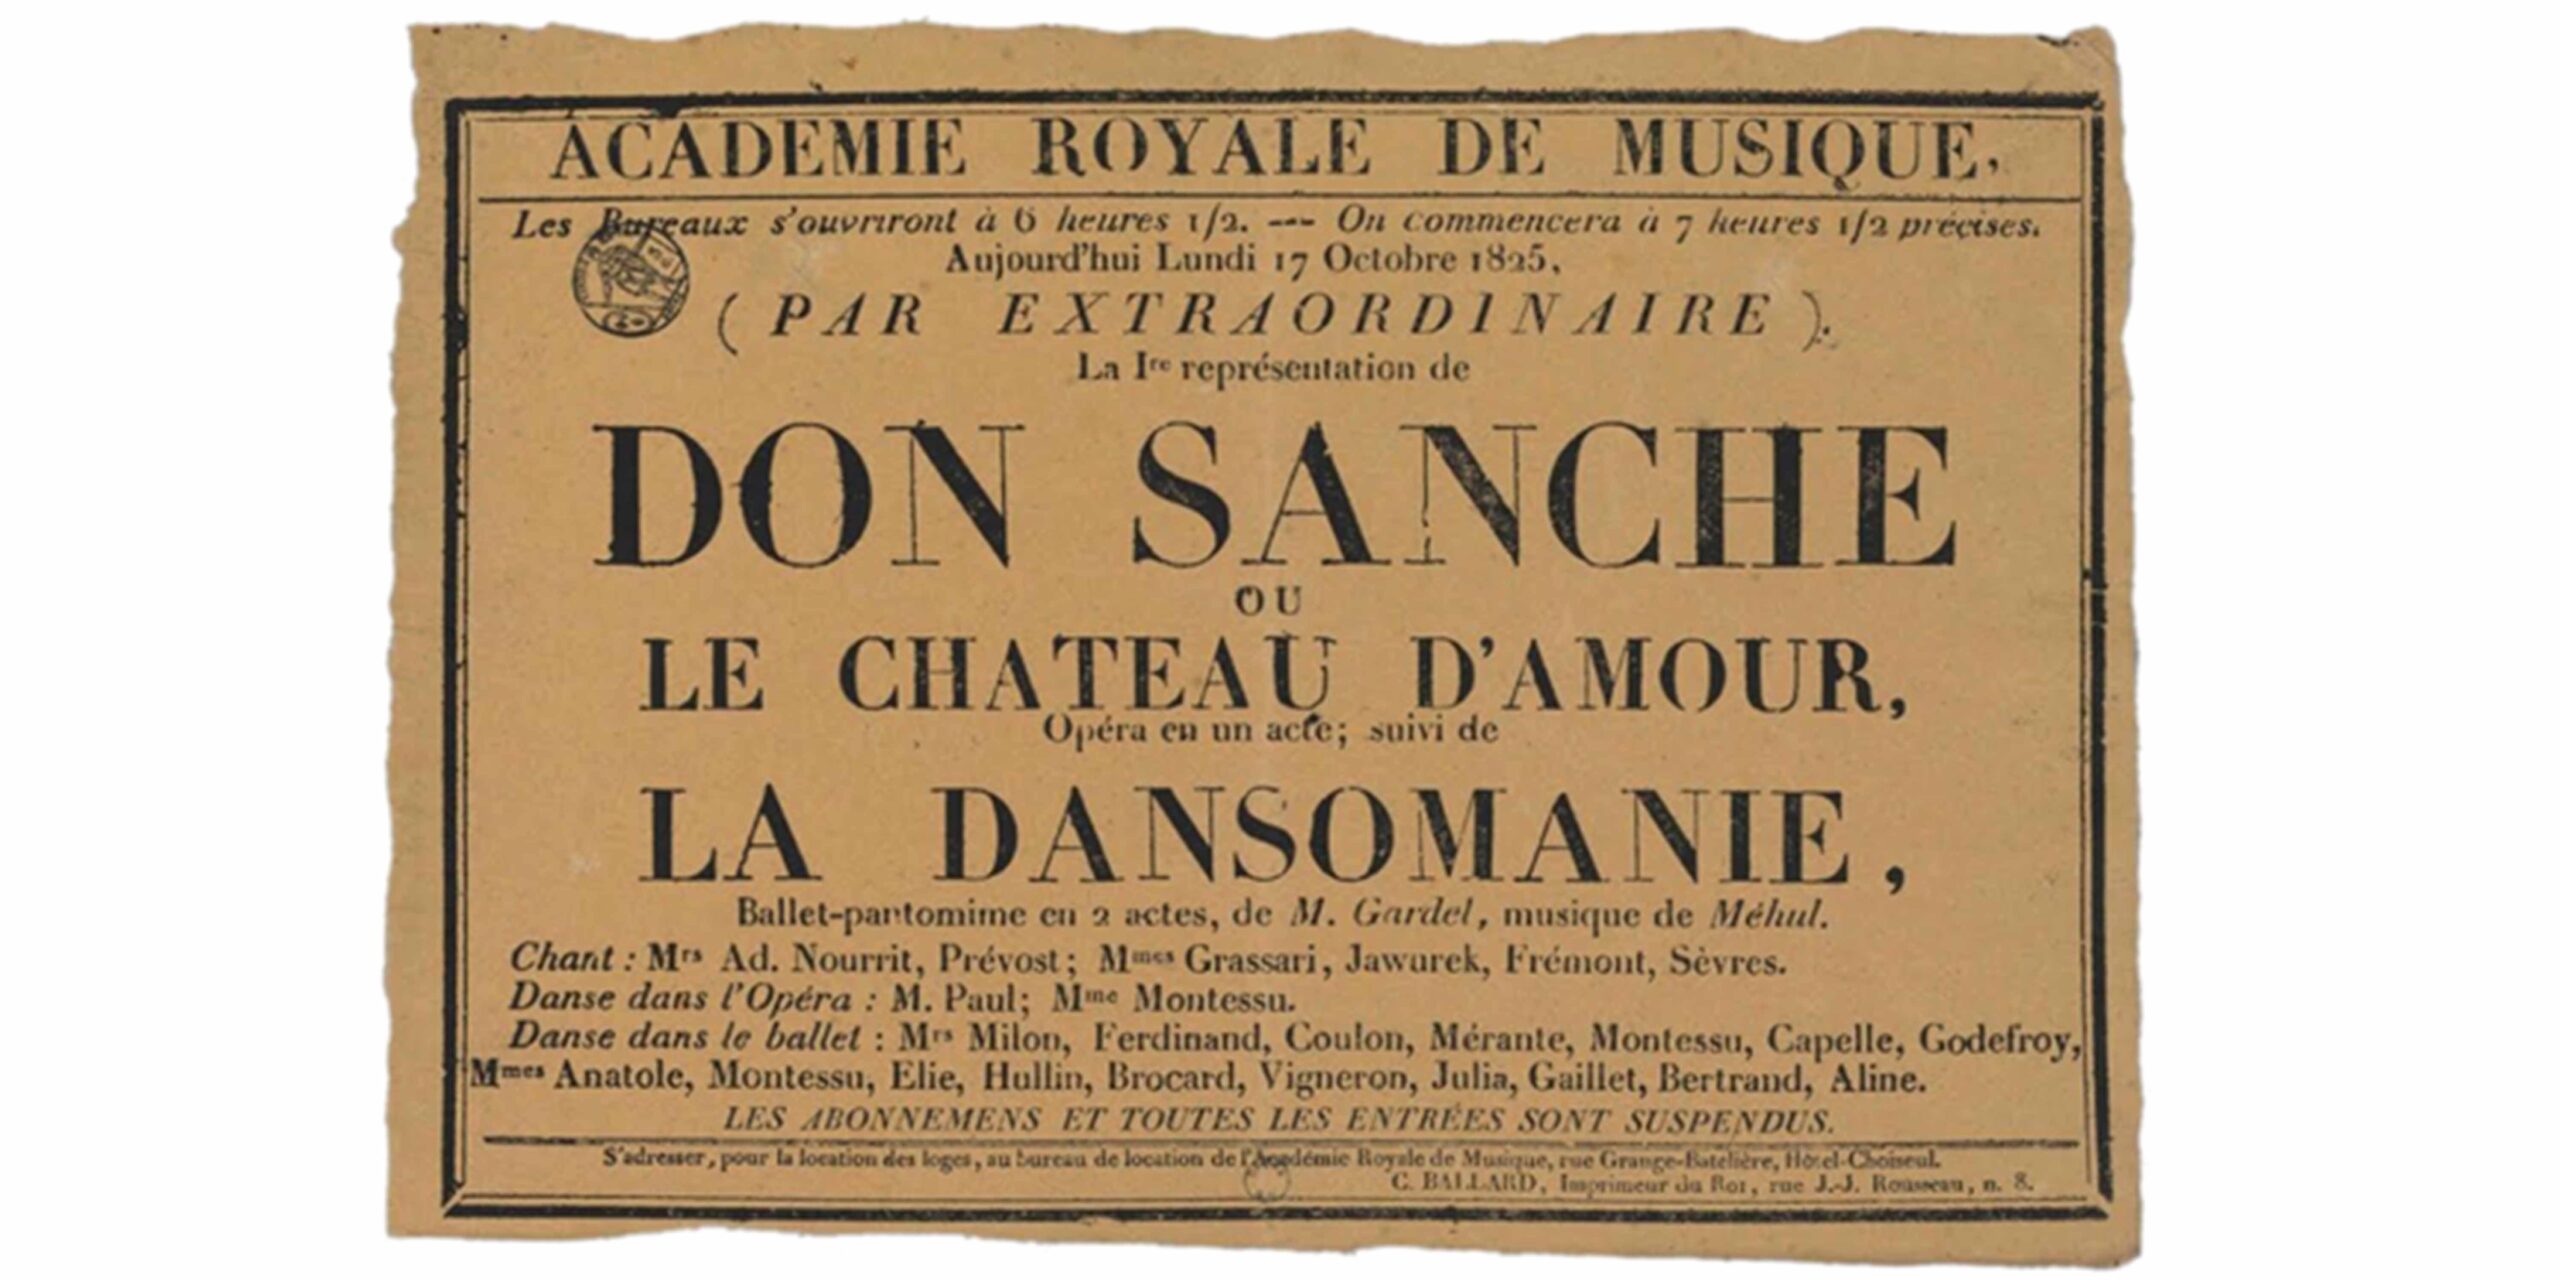 ACADEMIE ROYALE DE MUSIQUE,
Les Bureaux s'ouvriront à 6 heures 1/2. --- On commencera à 7 heures 1/2 précises.
Aujourd'hui Lundi 17 Octobre 1825,
(PAR EXTRAORDINAIRE).
La Ire représentation de
DON SANCHE
OU
LE CHATEAU D'AMOUR,
Opéra en un acte; suivi de
LA DANSOMANIE,
Ballet-pantomime en 2 actes, de M. Gardel, musique de Méhul.
Chant : Mrs Ad. Nourrit, Prévost; Mmes Grassari, Jawureck, Frémont, Sèvres.
Danse dans l'Opéra : M. Paul; Mme Montessu.
Danse dans le ballet : Mrs Milon, Ferdinand, Coulon, Mérante, Montessu, Capelle, Godefroy,
Mmes Anatole, Montessu, Elie, Hullin, Brocard, Vigneron, Julia, Gaillet, Bertrand, Aline.
LES ABONNEMENS ET TOUTES LES ENTRÉES SONT SUSPENDUS.
S'adresser, pour la location des loges, au bureau de location de l'Académie Royale de Musique, rue Grange-Batelière, Hôtel-Choiseul.
C. BALLARD, Imprimeur du Roi, rue J.-J. Rousseau, n. 8.